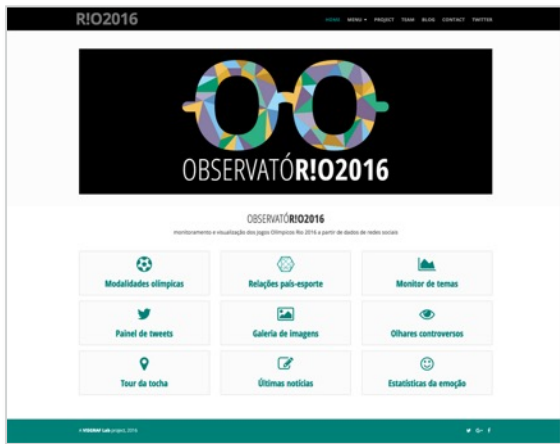 R!O2016
HOME MENU PROJECT TEAM BLOG CONTACT TWITTER
OBSERVATÓR!O2016
OBSERVATÓR!O2016
monitoramento e visualização dos Jogos Olímpicos Rio 2016 a partir de dados de redes sociais
Modalidades olímpicas Relações país-esporte Monitor de temas
Painel de tweets Galeria de imagens Olhares controversos
Tour da tocha Últimas notícias Estatísticas da emoção
© VISGRAF Lab project, 2016